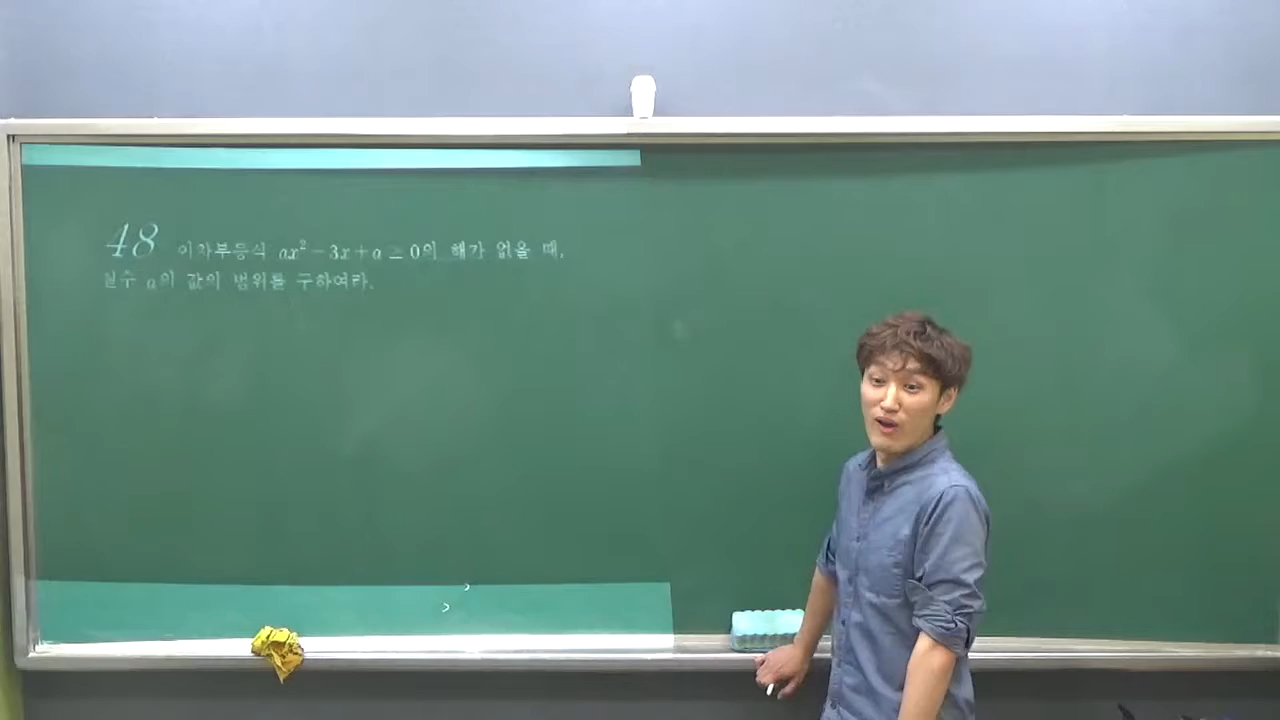 48 이차부등식 ax² - 3x + a ≥ 0의 해가 없을 때,
실수 a의 값의 범위를 구하여라.